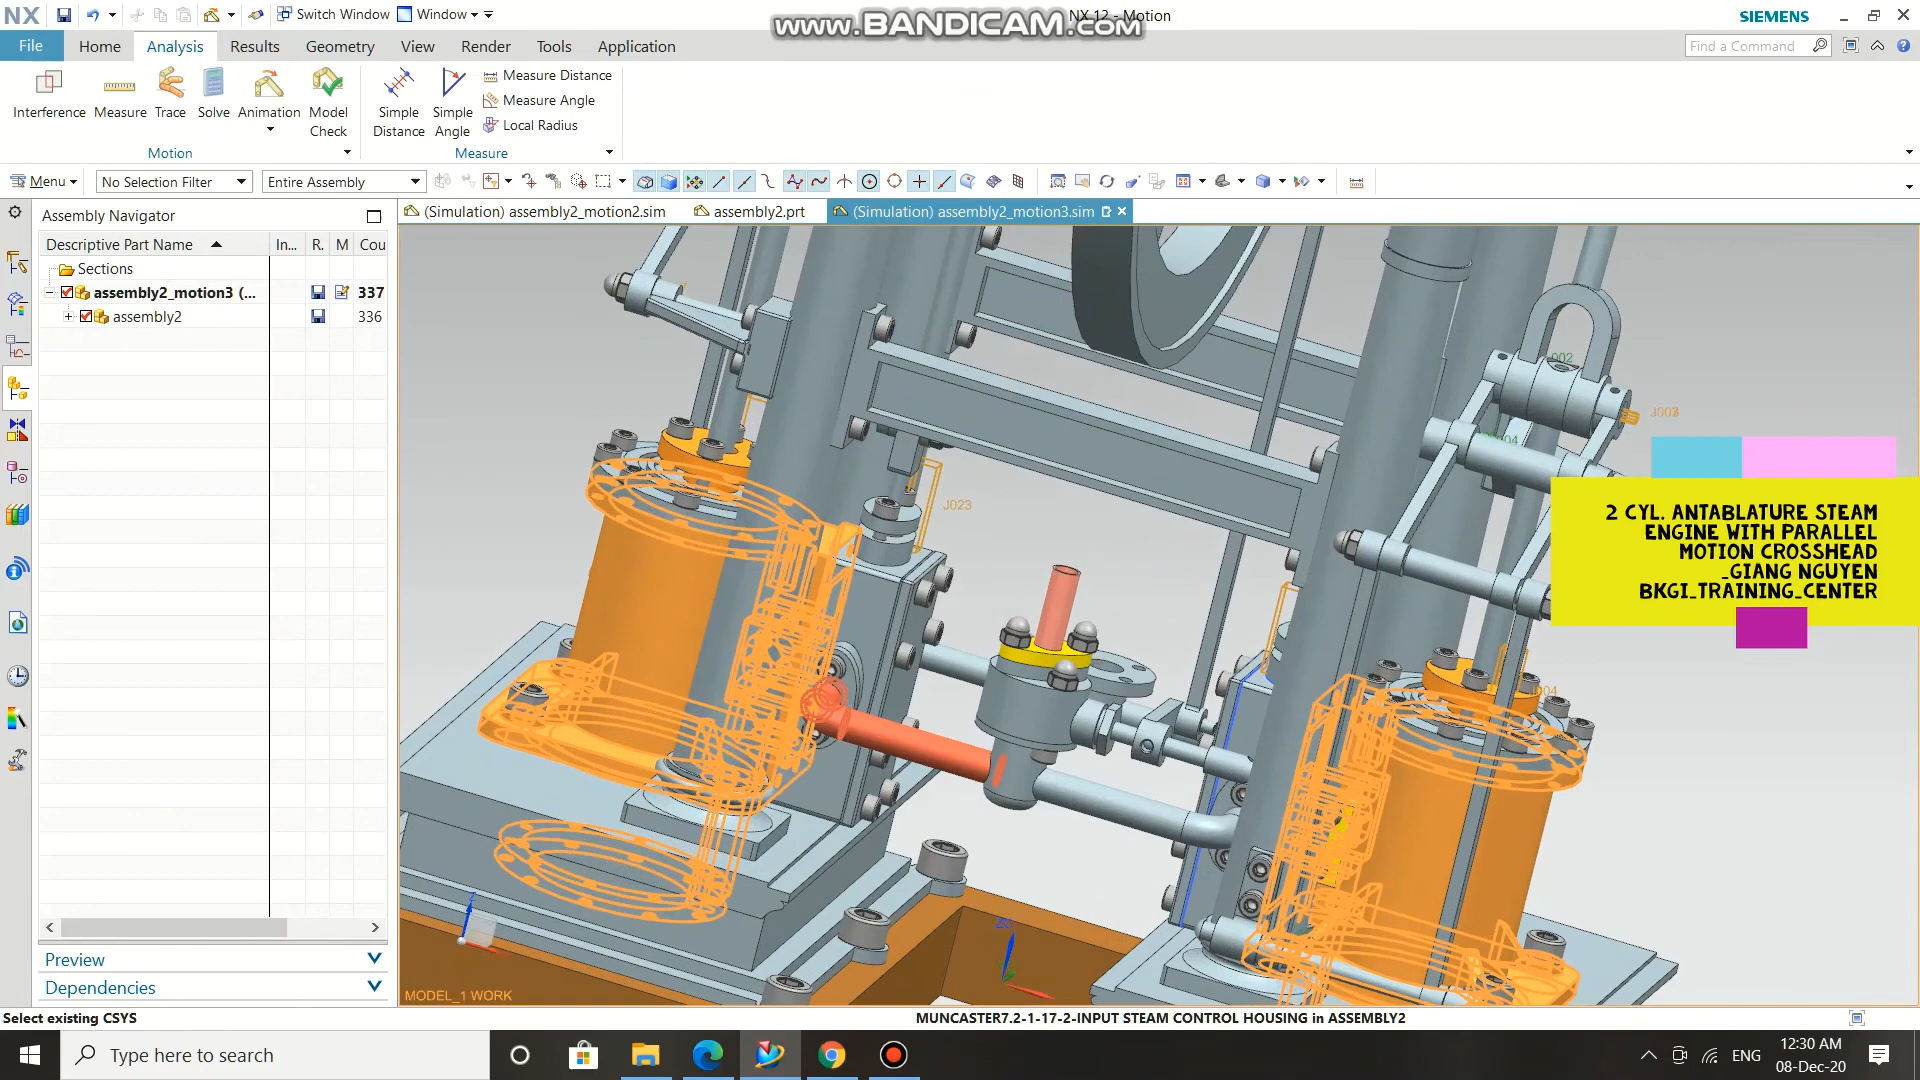 NX
Switch Window
Window
www.BANDICAM.com
NX 12 - Motion
SIEMENS
File
Home
Analysis
Results
Geometry
View
Render
Tools
Application
Find a Command
Interference
Measure
Trace
Solve
Animation
Model
Check
Simple
Distance
Simple
Angle
Measure Distance
Measure Angle
Local Radius
Motion
Measure
Menu
No Selection Filter
Entire Assembly
Assembly Navigator
(Simulation) assembly2_motion2.sim
assembly2.prt
(Simulation) assembly2_motion3.sim
Descriptive Part Name
In...
R.
M
Cou
Sections
assembly2_motion3 (...
337
assembly2
336
J023
2 CYL. ANTABLATURE STEAM
ENGINE WITH PARALLEL
MOTION CROSSHEAD
_GIANG NGUYEN
BKGI_TRAINING_CENTER
Preview
Dependencies
MODEL_1 WORK
Select existing CSYS
MUNCASTER7.2-1-17-2-INPUT STEAM CONTROL HOUSING in ASSEMBLY2
Type here to search
ENG
12:30 AM
08-Dec-20